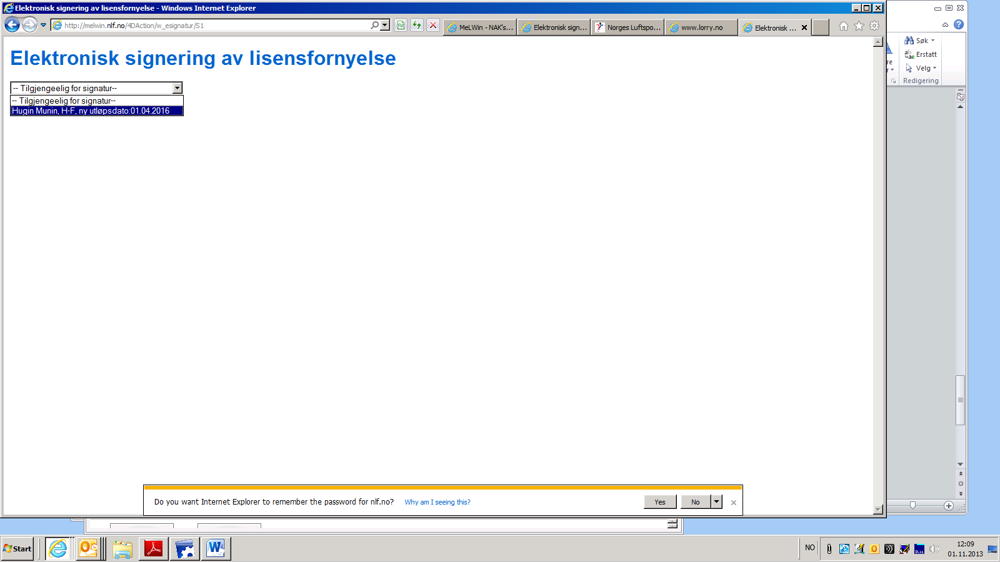 Elektronisk signering av lisensfornyelse - Windows Internet Explorer
http://melwin.nlf.no/4DAction/w_esignatur/S1
MeLWin - NAK's...
Elektronisk sign...
Norges Luftspo...
www.lorry.no
Elektronisk ...
Søk
Erstatt
Velg
Redigering
re
Elektronisk signering av lisensfornyelse
-- Tilgjengeelig for signatur--
-- Tilgjengeelig for signatur--
Hugin Munin, H-F, ny utløpsdato:01.04.2016
Do you want Internet Explorer to remember the password for nlf.no?
Why am I seeing this?
Yes
No
Start
NO
12:09
01.11.2013